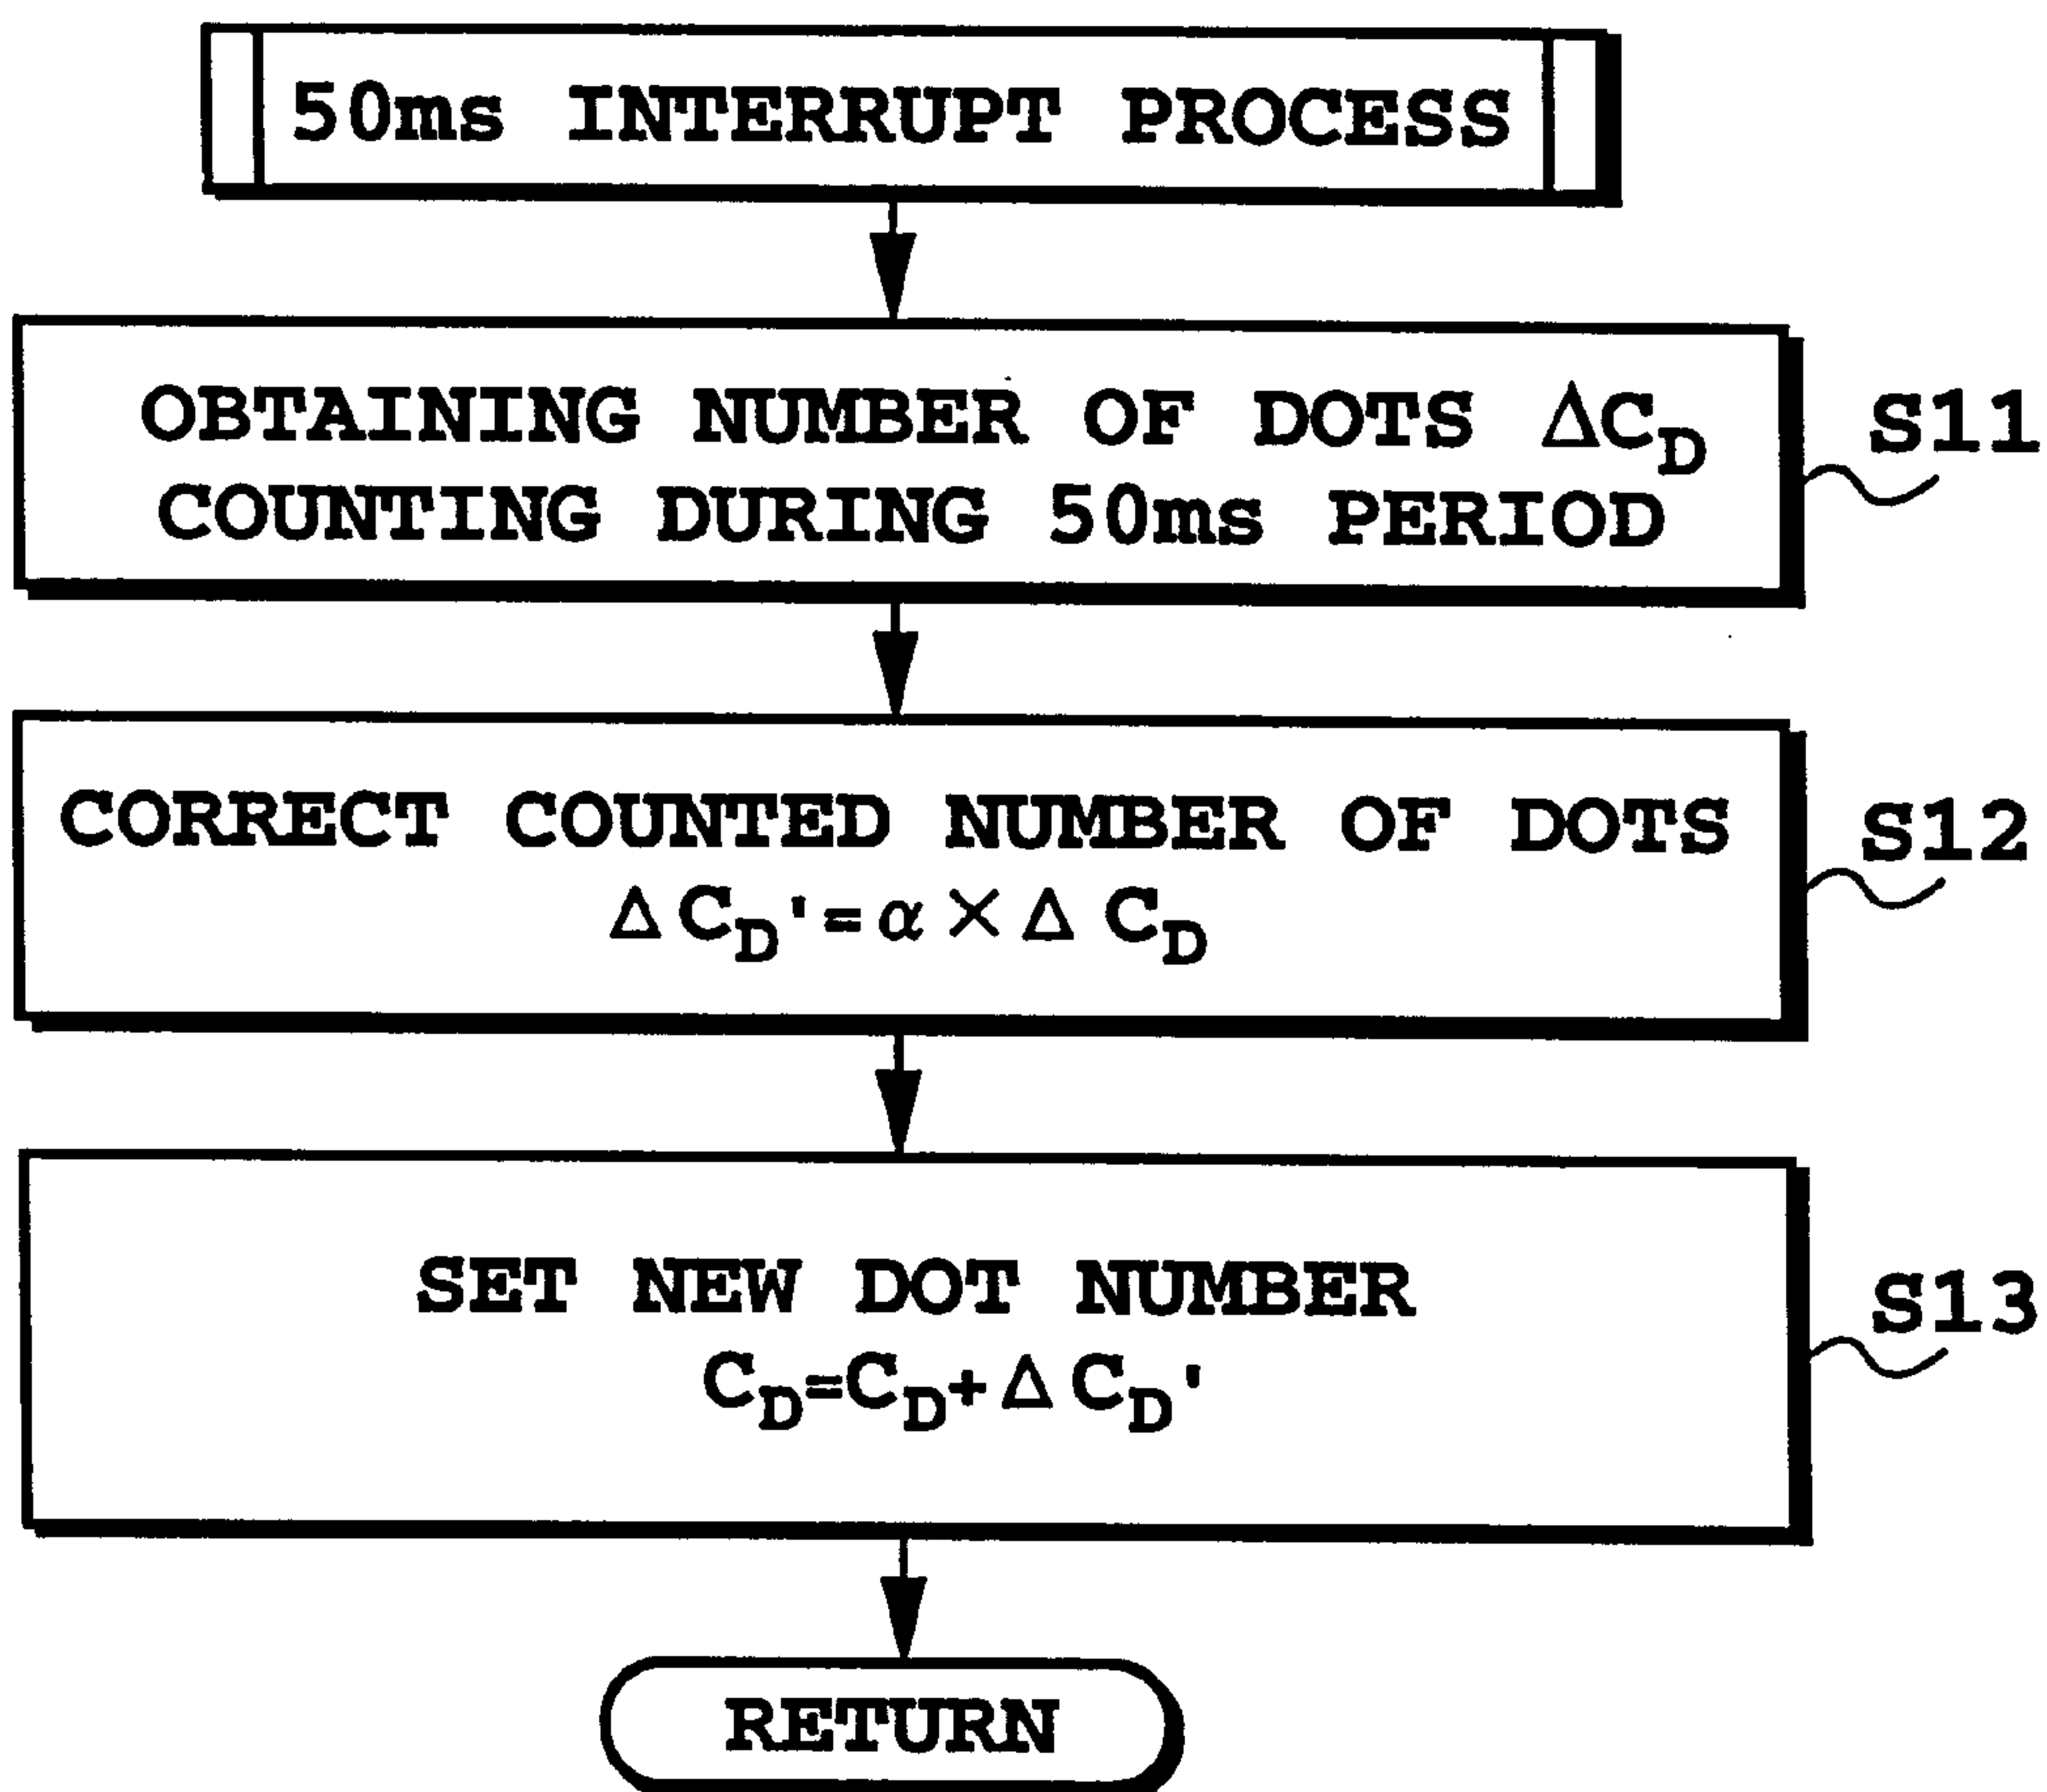 50ms INTERRUPT PROCESS
OBTAINING NUMBER OF DOTS ΔC_D
COUNTING DURING 50ms PERIOD
S11
CORRECT COUNTED NUMBER OF DOTS
ΔC_D'=α×ΔC_D
S12
SET NEW DOT NUMBER
C_D=C_D+ΔC_D'
S13
RETURN